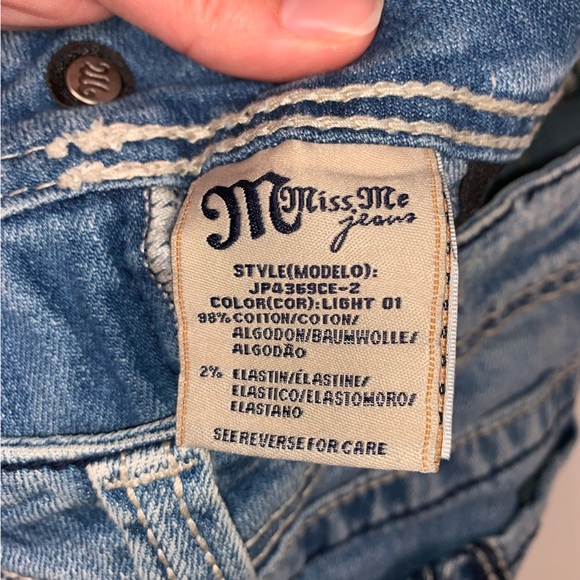 M
M Miss Me
jeans
STYLE(MODELO):
JP4369CE-2
COLOR(COR):LIGHT 01
98% COTTON/COTON/
ALGODON/BAUMWOLLE/
ALGODÃO
2% ELASTIN/ÉLASTINE/
ELASTICO/ELASTOMORO/
ELASTANO
SEE REVERSE FOR CARE